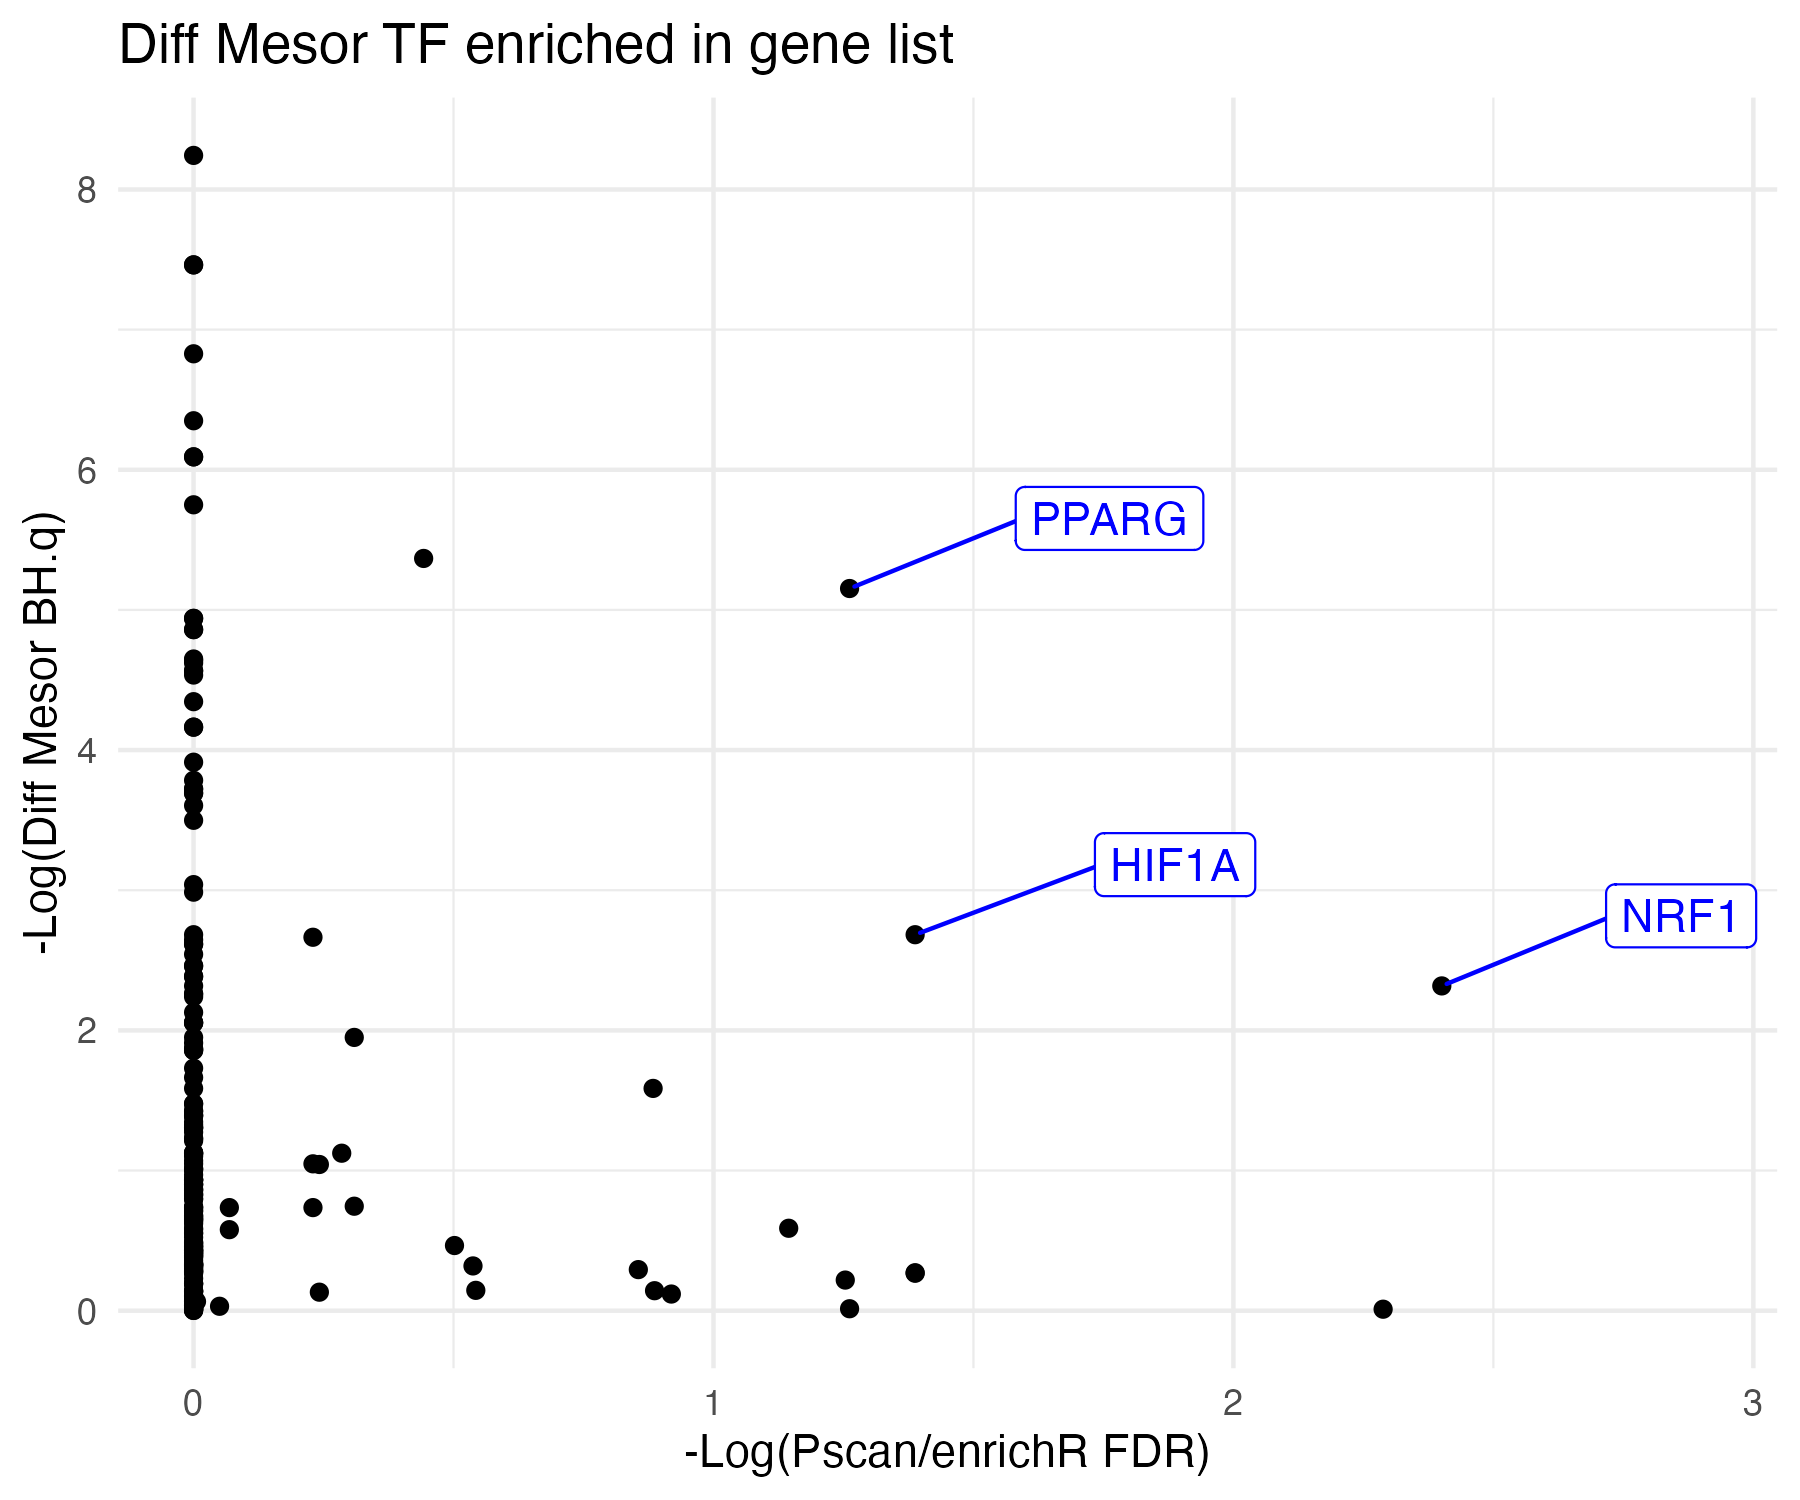 Diff Mesor TF enriched in gene list
-Log(Diff Mesor BH.q)
8
6
4
2
0
PPARG
HIF1A
NRF1
0
1
2
3
-Log(Pscan/enrichR FDR)